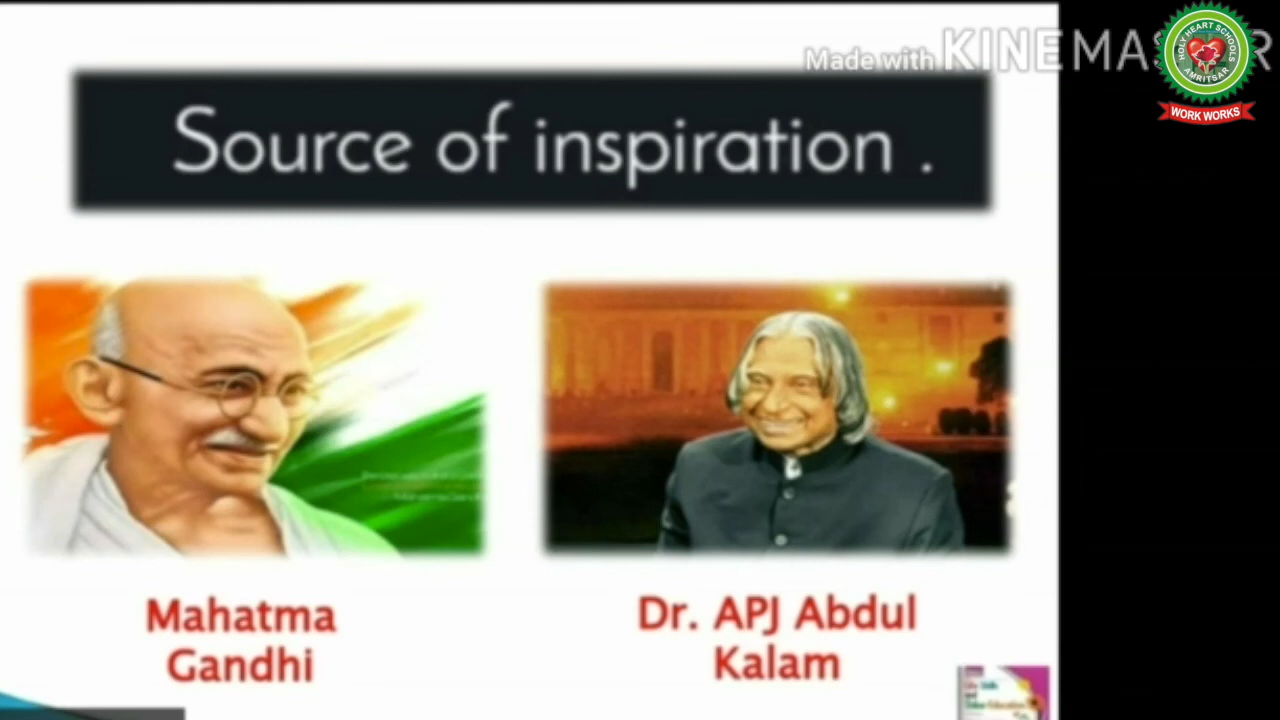 Made with KINEMASTER
HOLY HEART SCHOOLS
AMRITSAR
WORK WORKS
Source of inspiration .
Mahatma
Gandhi
Dr. APJ Abdul
Kalam